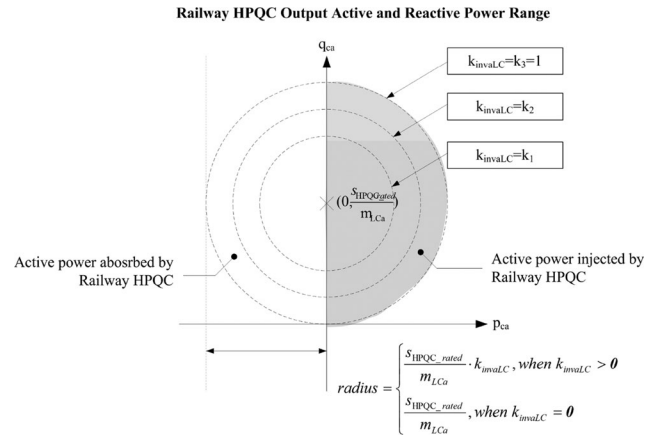 Railway HPQC Output Active and Reactive Power Range
q_ca
k_invaLC=k_3=1
k_invaLC=k_2
k_invaLC=k_1
(0, s_HPQC_rated / m_LCa)
Active power abosrbed by
Railway HPQC
Active power injected by
Railway HPQC
p_ca
radius = { s_HPQC_rated / m_LCa · k_invaLC, when k_invaLC > 0
s_HPQC_rated / m_LCa, when k_invaLC = 0